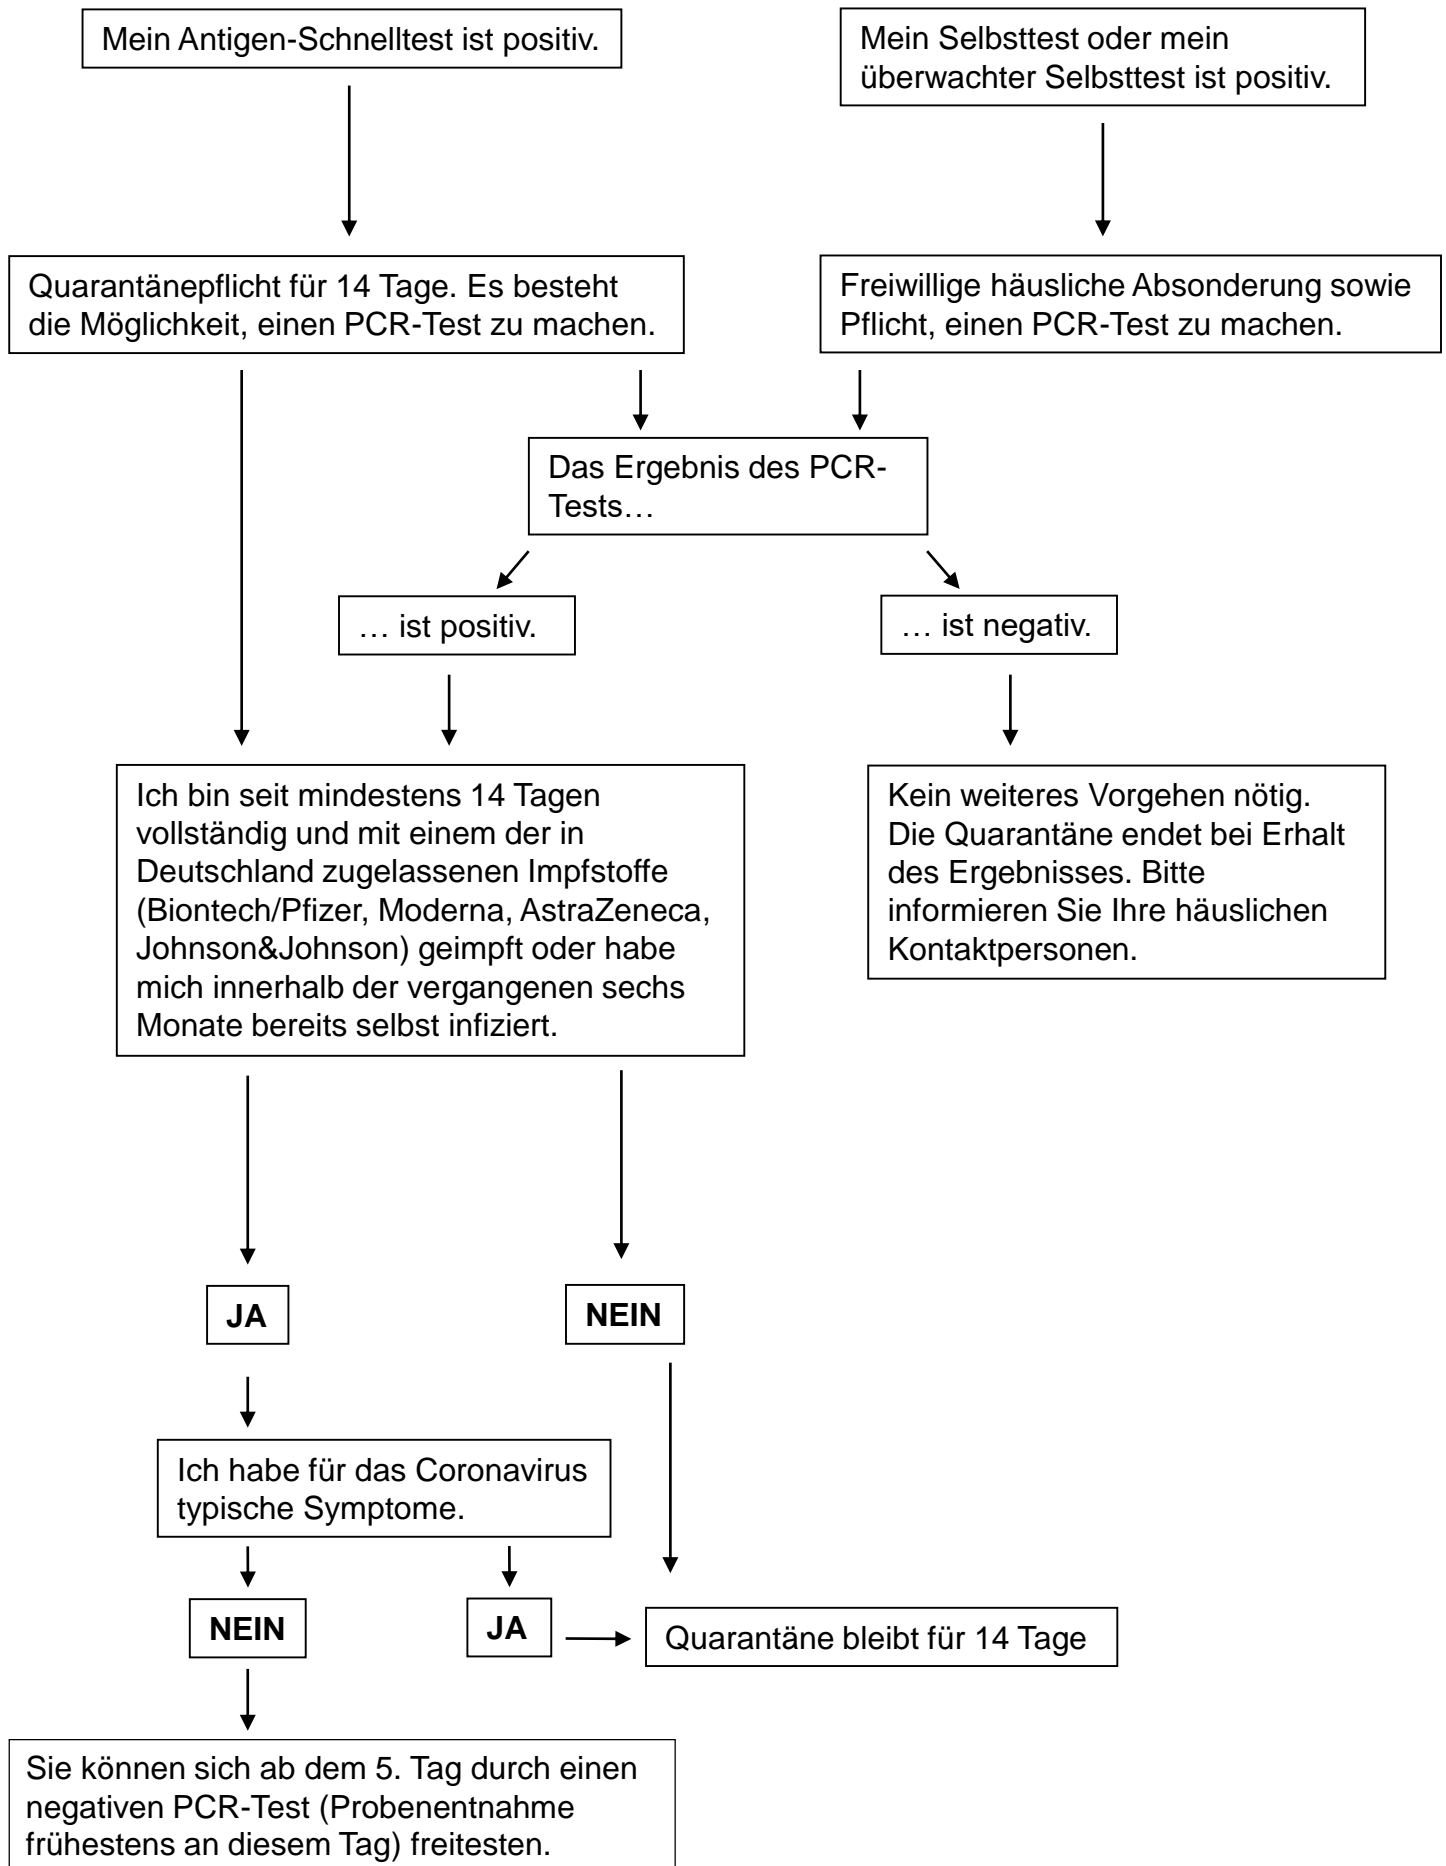 Mein Antigen-Schnelltest ist positiv.
Mein Selbsttest oder mein
überwachter Selbsttest ist positiv.
Quarantänepflicht für 14 Tage. Es besteht
die Möglichkeit, einen PCR-Test zu machen.
Freiwillige häusliche Absonderung sowie
Pflicht, einen PCR-Test zu machen.
Das Ergebnis des PCR-
Tests…
… ist positiv.
… ist negativ.
Ich bin seit mindestens 14 Tagen
vollständig und mit einem der in
Deutschland zugelassenen Impfstoffe
(Biontech/Pfizer, Moderna, AstraZeneca,
Johnson&Johnson) geimpft oder habe
mich innerhalb der vergangenen sechs
Monate bereits selbst infiziert.
Kein weiteres Vorgehen nötig.
Die Quarantäne endet bei Erhalt
des Ergebnisses. Bitte
informieren Sie Ihre häuslichen
Kontaktpersonen.
JA
NEIN
Ich habe für das Coronavirus
typische Symptome.
NEIN
JA
Quarantäne bleibt für 14 Tage
Sie können sich ab dem 5. Tag durch einen
negativen PCR-Test (Probenentnahme
frühestens an diesem Tag) freitesten.